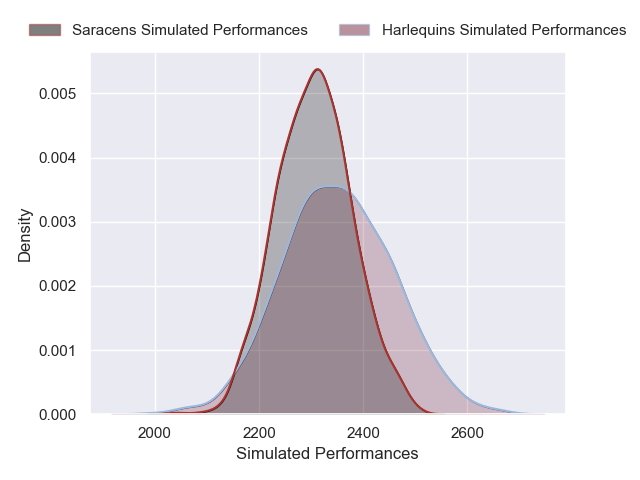 Saracens Simulated Performances Harlequins Simulated Performances
0.005
0.004
0.003
0.002
0.001
0.000
Density
2000 2200 2400 2600
Simulated Performances